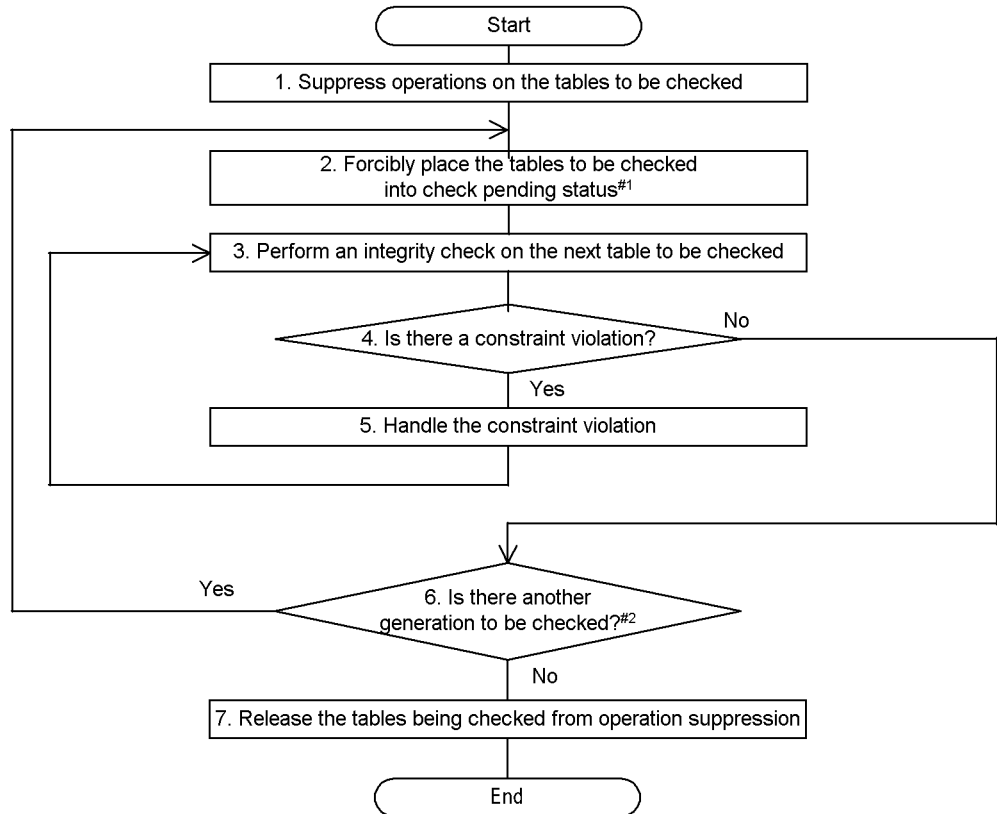 Start
1. Suppress operations on the tables to be checked
2. Forcibly place the tables to be checked
into check pending status#1
3. Perform an integrity check on the next table to be checked
4. Is there a constraint violation?
No
Yes
5. Handle the constraint violation
Yes
6. Is there another
generation to be checked?#2
No
7. Release the tables being checked from operation suppression
End